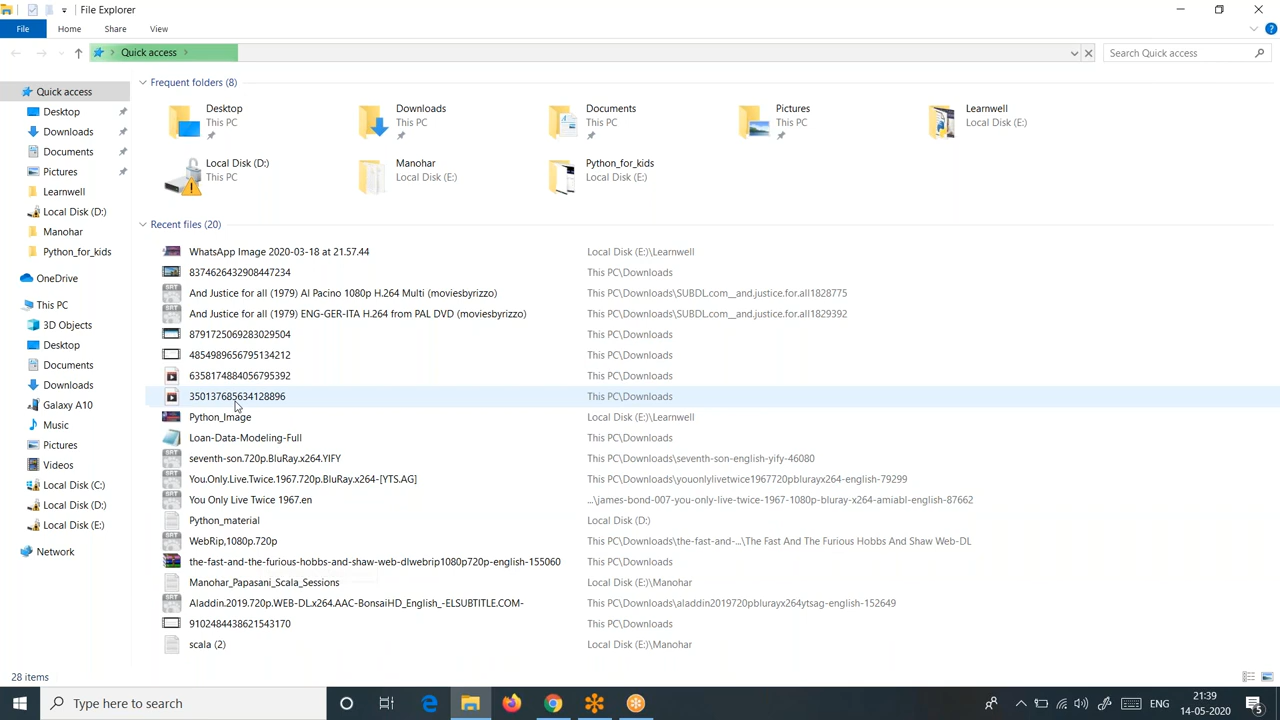 File Explorer
File Home Share View
Quick access Search Quick access
Quick access
Desktop
Downloads
Documents
Pictures
Learnwell
Local Disk (D:)
Manohar
Python_for_kids
OneDrive
This PC
3D Objects
Desktop
Documents
Downloads
Galaxy A10
Music
Pictures
Videos
Local Disk (C:)
Local Disk (D:)
Local Disk (E:)
Network
Frequent folders (8)
Desktop
This PC
Downloads
This PC
Documents
This PC
Pictures
This PC
Learnwell
Local Disk (E:)
Local Disk (D:)
This PC
Manohar
Local Disk (E:)
Python_for_kids
Local Disk (E:)
Recent files (20)
WhatsApp Image 2020-03-18 at 21.57.44 Local Disk (E:)\Learnwell
8374626432908447234 This PC\Downloads
And Justice for all (1979) Al Pacino 1080p H.264 Multi (moviesbyrizzo) This PC\Downloads\SUBDL.com__and.justice.for.all1828775
And Justice for all (1979) ENG-GER-ITA H.264 from PAL DVD (moviesbyrizzo) This PC\Downloads\SUBDL.com__and.justice.for.all1829392
8791725069283029504 This PC\Downloads
4854989656795134212 This PC\Downloads
6358174884056795392 This PC\Downloads
350137685634128896 This PC\Downloads
Python_Image Local Disk (E:)\Learnwell
Loan-Data-Modeling-Full This PC\Downloads
seventh-son.720p.BluRay.x264.YIFY This PC\Downloads\seventh-son-english-yify-46080
You.Only.Live.Twice.1967.720p.BluRay.x264-[YTS.AG] This PC\Downloads\youonlylivetwice1967720pblurayx264-english-79299
You Only Live Twice 1967.en ...\james-bond-007-you-only-live-twice-1967-1080p-bluray-x264-amiabl-english-87662
Python_material Local Disk (D:)
WebRip,1080p.720p This PC\Downloads\the-fast-and-...\The Fast And The Furious Hobbs And Shaw Web-DL
the-fast-and-the-furious-hobbs-and-shaw-web-dlwebrip1080p720p-english-155060 This PC\Downloads
Manohar_Papasani_Scala_Sessions Local Disk (E:)\Manohar
Aladdin.2019.720p.WEB-DL.x264.AAC-BonsaiHD_English_-ELSUBTITLE.COM- This PC\Downloads\aladdin2019720pblurayx264ytsag-english-152649
9102484438621543170 This PC\Downloads
scala (2) Local Disk (E:)\Manohar
28 items
Type here to search
ENG
21:39
14-05-2020
5